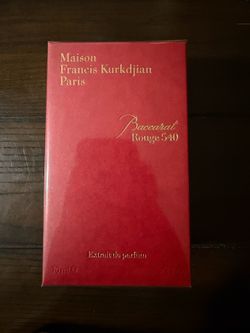 Maison
Francis Kurkdjian
Paris
Baccarat
Rouge 540
Extrait de parfum